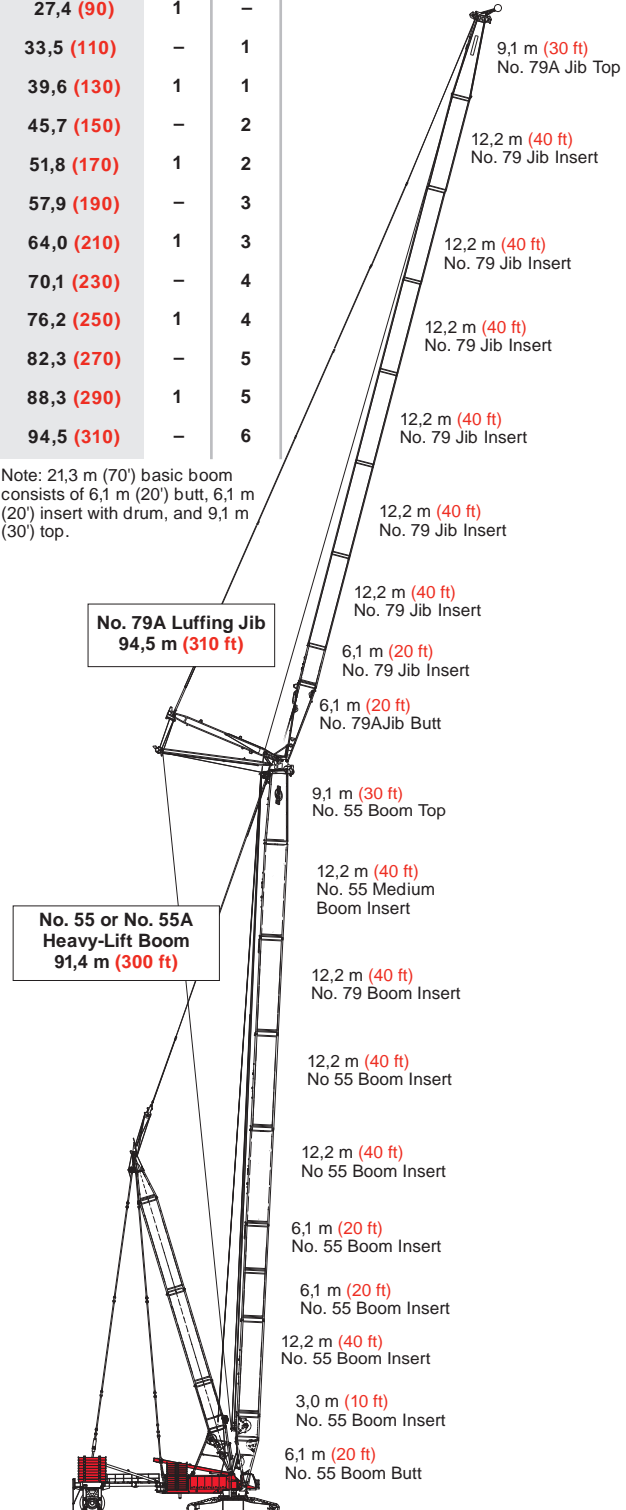 27,4 (90) 1 –
33,5 (110) – 1
39,6 (130) 1 1
45,7 (150) – 2
51,8 (170) 1 2
57,9 (190) – 3
64,0 (210) 1 3
70,1 (230) – 4
76,2 (250) 1 4
82,3 (270) – 5
88,3 (290) 1 5
94,5 (310) – 6
Note: 21,3 m (70') basic boom
consists of 6,1 m (20') butt, 6,1 m
(20') insert with drum, and 9,1 m
(30') top.
9,1 m (30 ft)
No. 79A Jib Top
12,2 m (40 ft)
No. 79 Jib Insert
12,2 m (40 ft)
No. 79 Jib Insert
12,2 m (40 ft)
No. 79 Jib Insert
12,2 m (40 ft)
No. 79 Jib Insert
12,2 m (40 ft)
No. 79 Jib Insert
12,2 m (40 ft)
No. 79 Jib Insert
6,1 m (20 ft)
No. 79 Jib Insert
6,1 m (20 ft)
No. 79AJib Butt
No. 79A Luffing Jib
94,5 m (310 ft)
9,1 m (30 ft)
No. 55 Boom Top
12,2 m (40 ft)
No. 55 Medium
Boom Insert
No. 55 or No. 55A
Heavy-Lift Boom
91,4 m (300 ft)
12,2 m (40 ft)
No. 79 Boom Insert
12,2 m (40 ft)
No 55 Boom Insert
12,2 m (40 ft)
No 55 Boom Insert
6,1 m (20 ft)
No. 55 Boom Insert
6,1 m (20 ft)
No. 55 Boom Insert
12,2 m (40 ft)
No. 55 Boom Insert
3,0 m (10 ft)
No. 55 Boom Insert
6,1 m (20 ft)
No. 55 Boom Butt